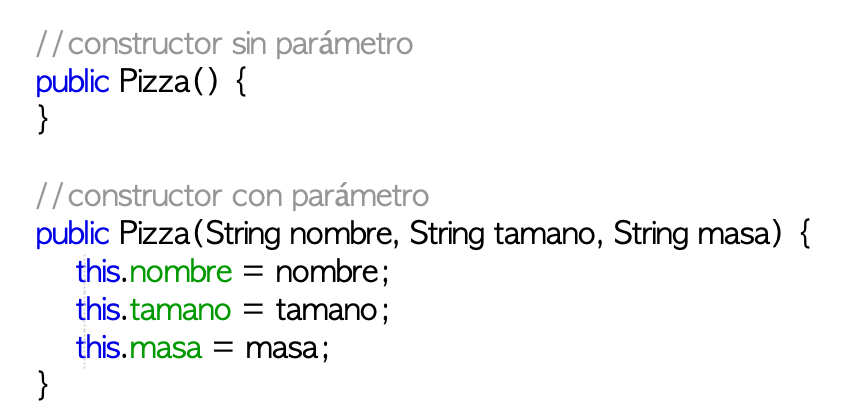 //constructor sin parámetro
public Pizza() {
}
//constructor con parámetro
public Pizza(String nombre, String tamano, String masa) {
this.nombre = nombre;
this.tamano = tamano;
this.masa = masa;
}